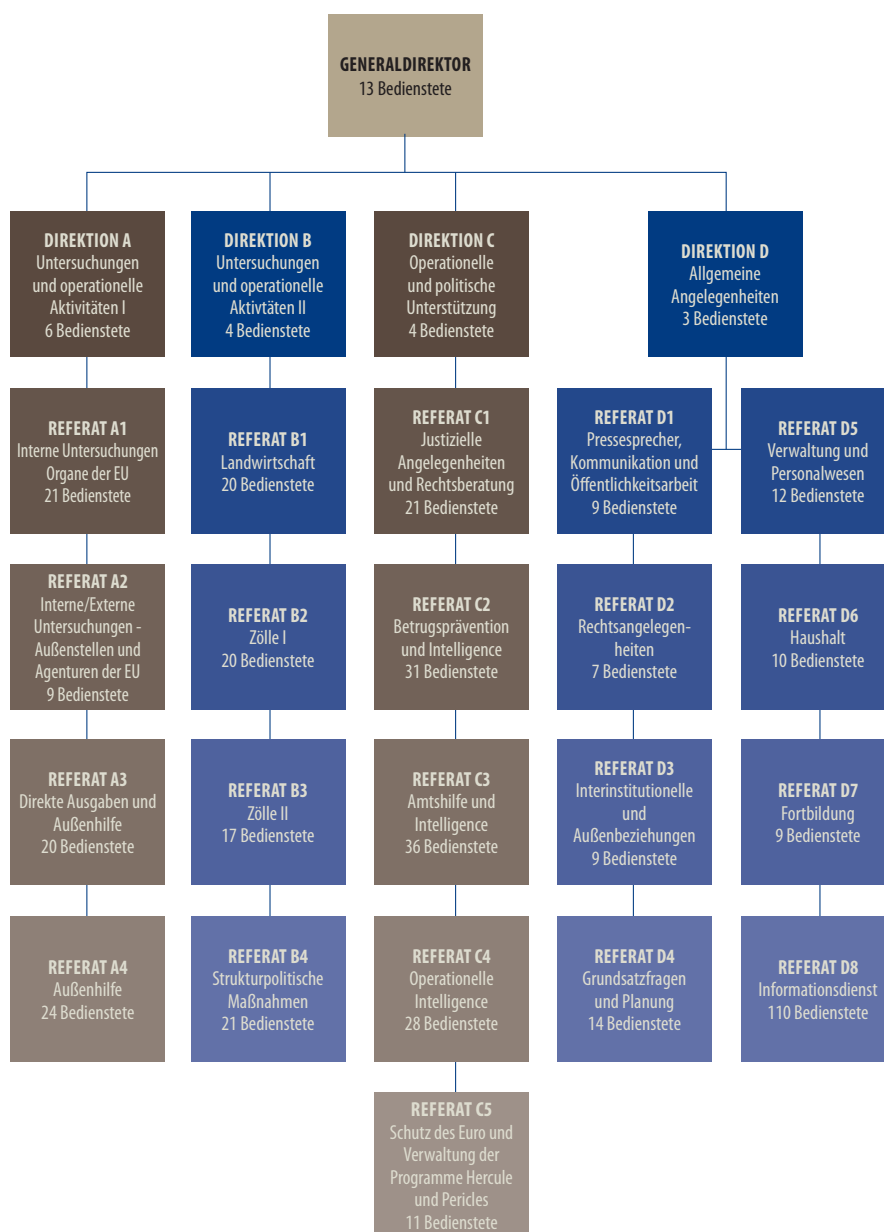 GENERALDIREKTOR
13 Bedienstete
DIREKTION A
Untersuchungen
und operationelle
Aktivitäten I
6 Bedienstete
DIREKTION B
Untersuchungen
und operationelle
Aktivtäten II
4 Bedienstete
DIREKTION C
Operationelle
und politische
Unterstützung
4 Bedienstete
DIREKTION D
Allgemeine
Angelegenheiten
3 Bedienstete
REFERAT A1
Interne Untersuchungen
Organe der EU
21 Bedienstete
REFERAT B1
Landwirtschaft
20 Bedienstete
REFERAT C1
Justizielle
Angelegenheiten
und Rechtsberatung
21 Bedienstete
REFERAT D1
Pressesprecher,
Kommunikation und
Öffentlichkeitsarbeit
9 Bedienstete
REFERAT D5
Verwaltung und
Personalwesen
12 Bedienstete
REFERAT A2
Interne/Externe
Untersuchungen -
Außenstellen und
Agenturen der EU
9 Bedienstete
REFERAT B2
Zölle I
20 Bedienstete
REFERAT C2
Betrugsprävention
und Intelligence
31 Bedienstete
REFERAT D2
Rechtsangelegen-
heiten
7 Bedienstete
REFERAT D6
Haushalt
10 Bedienstete
REFERAT A3
Direkte Ausgaben und
Außenhilfe
20 Bedienstete
REFERAT B3
Zölle II
17 Bedienstete
REFERAT C3
Amtshilfe und
Intelligence
36 Bedienstete
REFERAT D3
Interinstitutionelle
und
Außenbeziehungen
9 Bedienstete
REFERAT D7
Fortbildung
9 Bedienstete
REFERAT A4
Außenhilfe
24 Bedienstete
REFERAT B4
Strukturpolitische
Maßnahmen
21 Bedienstete
REFERAT C4
Operationelle
Intelligence
28 Bedienstete
REFERAT D4
Grundsatzfragen
und Planung
14 Bedienstete
REFERAT D8
Informationsdienst
110 Bedienstete
REFERAT C5
Schutz des Euro und
Verwaltung der
Programme Hercule
und Pericles
11 Bedienstete